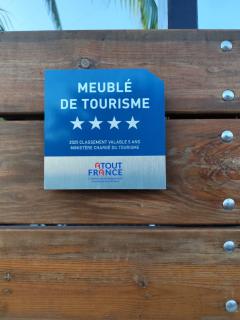 MEUBLÉ
DE TOURISME
2025 CLASSEMENT VALABLE 5 ANS
MINISTÈRE CHARGÉ DU TOURISME
ATOUT
FRANCE